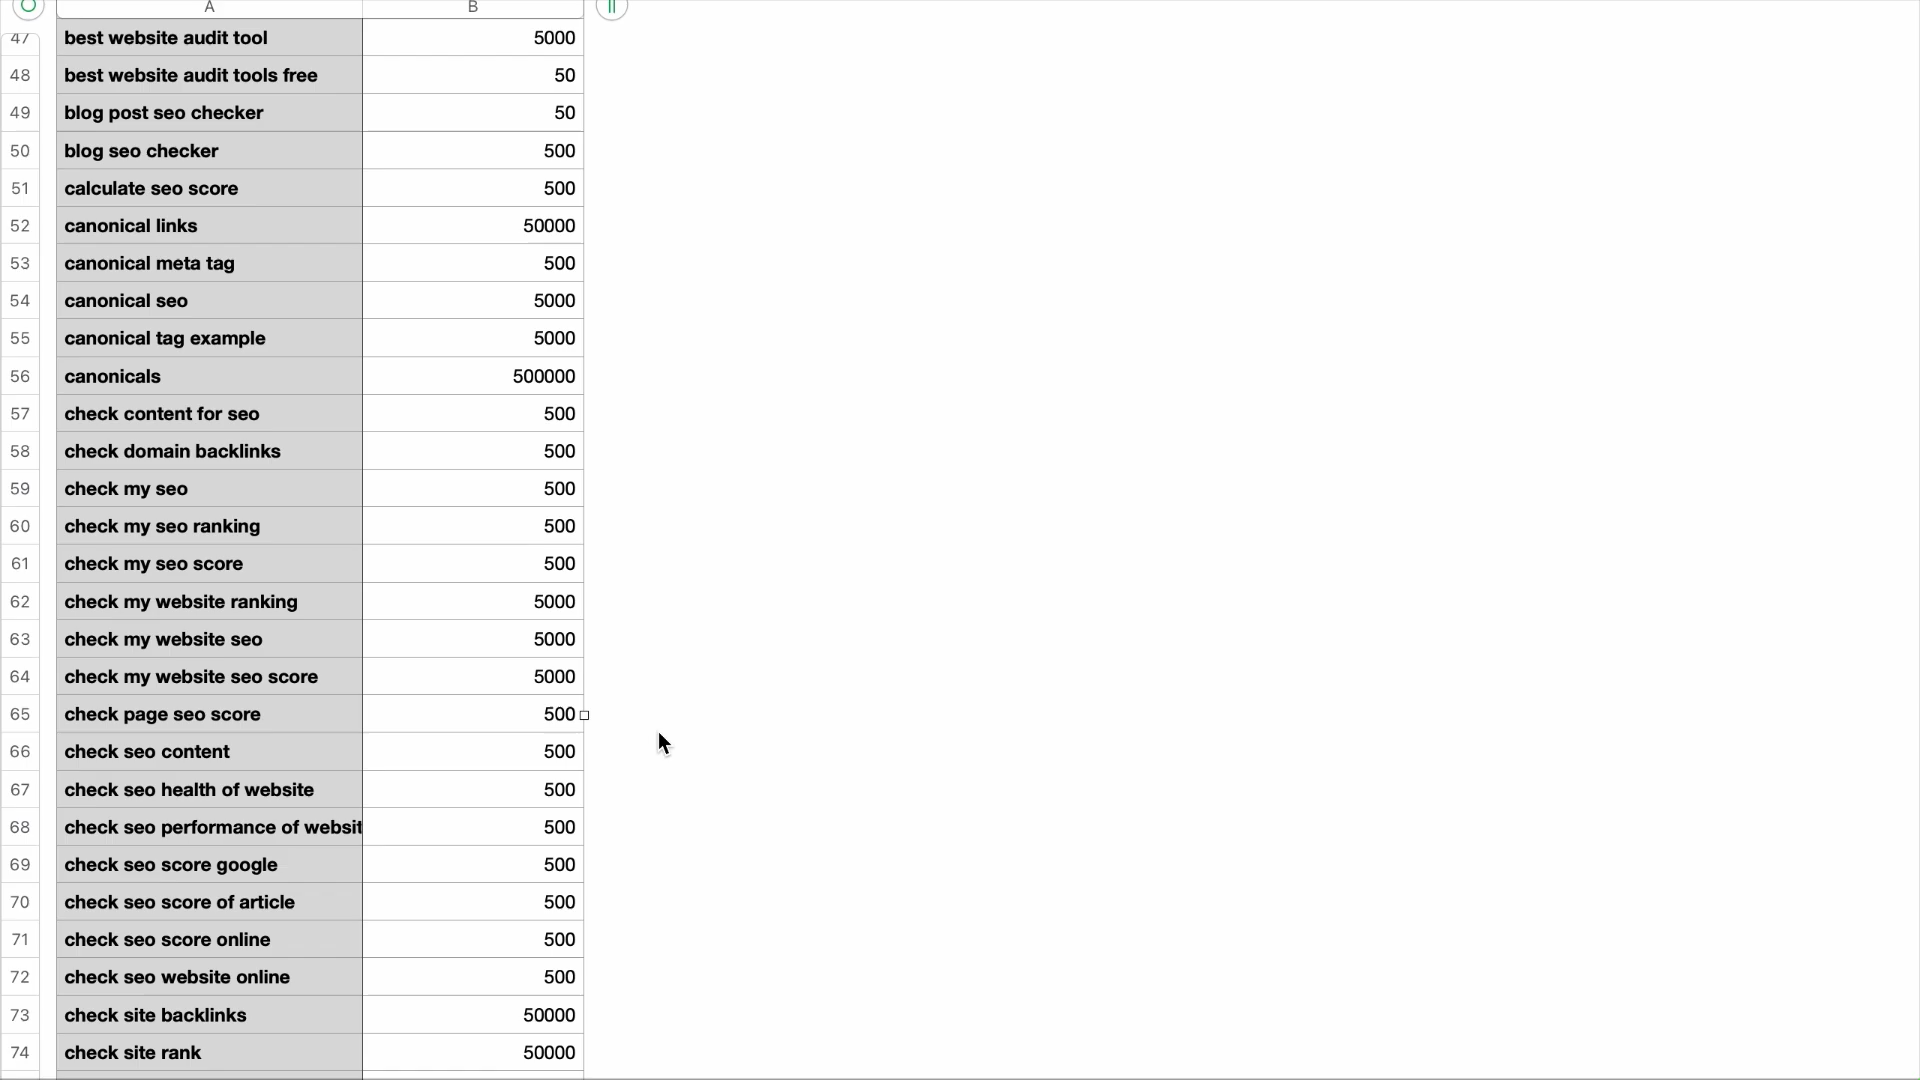 A B
47 best website audit tool 5000
48 best website audit tools free 50
49 blog post seo checker 50
50 blog seo checker 500
51 calculate seo score 500
52 canonical links 50000
53 canonical meta tag 500
54 canonical seo 5000
55 canonical tag example 5000
56 canonicals 500000
57 check content for seo 500
58 check domain backlinks 500
59 check my seo 500
60 check my seo ranking 500
61 check my seo score 500
62 check my website ranking 5000
63 check my website seo 5000
64 check my website seo score 5000
65 check page seo score 500
66 check seo content 500
67 check seo health of website 500
68 check seo performance of websit 500
69 check seo score google 500
70 check seo score of article 500
71 check seo score online 500
72 check seo website online 500
73 check site backlinks 50000
74 check site rank 50000